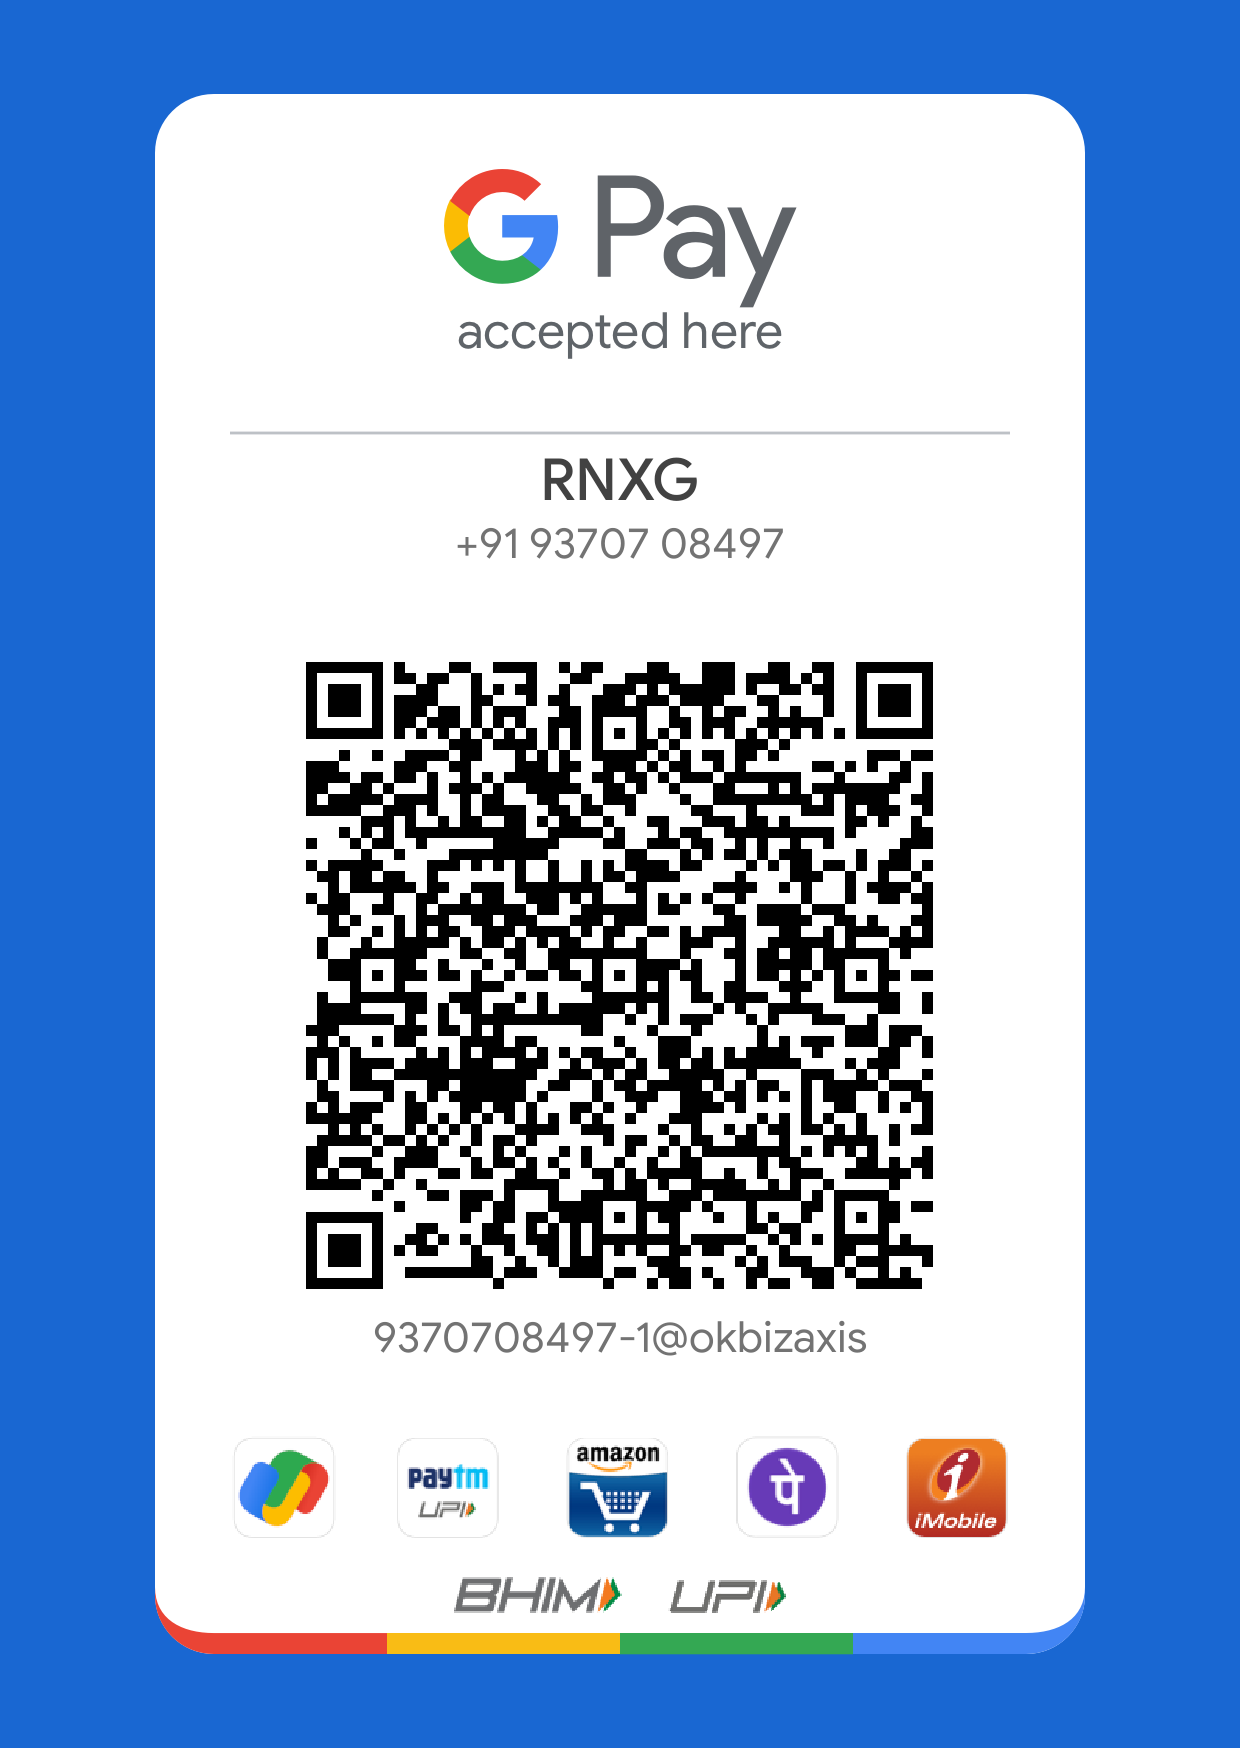 G Pay
accepted here
RNXG
+91 93707 08497
9370708497-1@okbizaxis
paytm
UPI
amazon
पे
i
iMobile
BHIM UPI